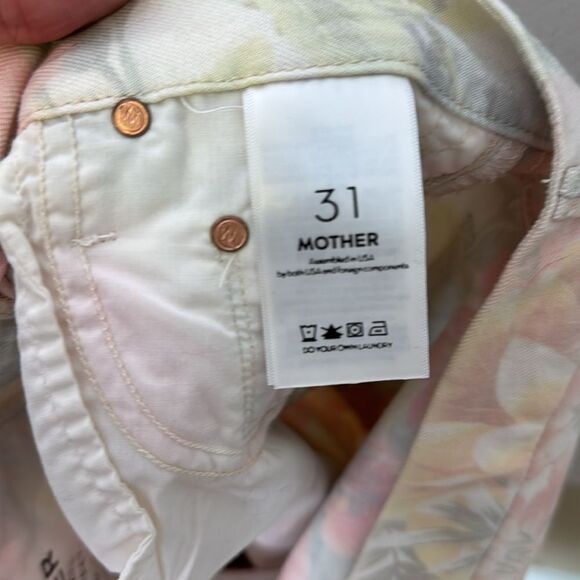 31
MOTHER
Assembled in USA
by both USA and foreign components
DO YOUR OWN LAUNDRY